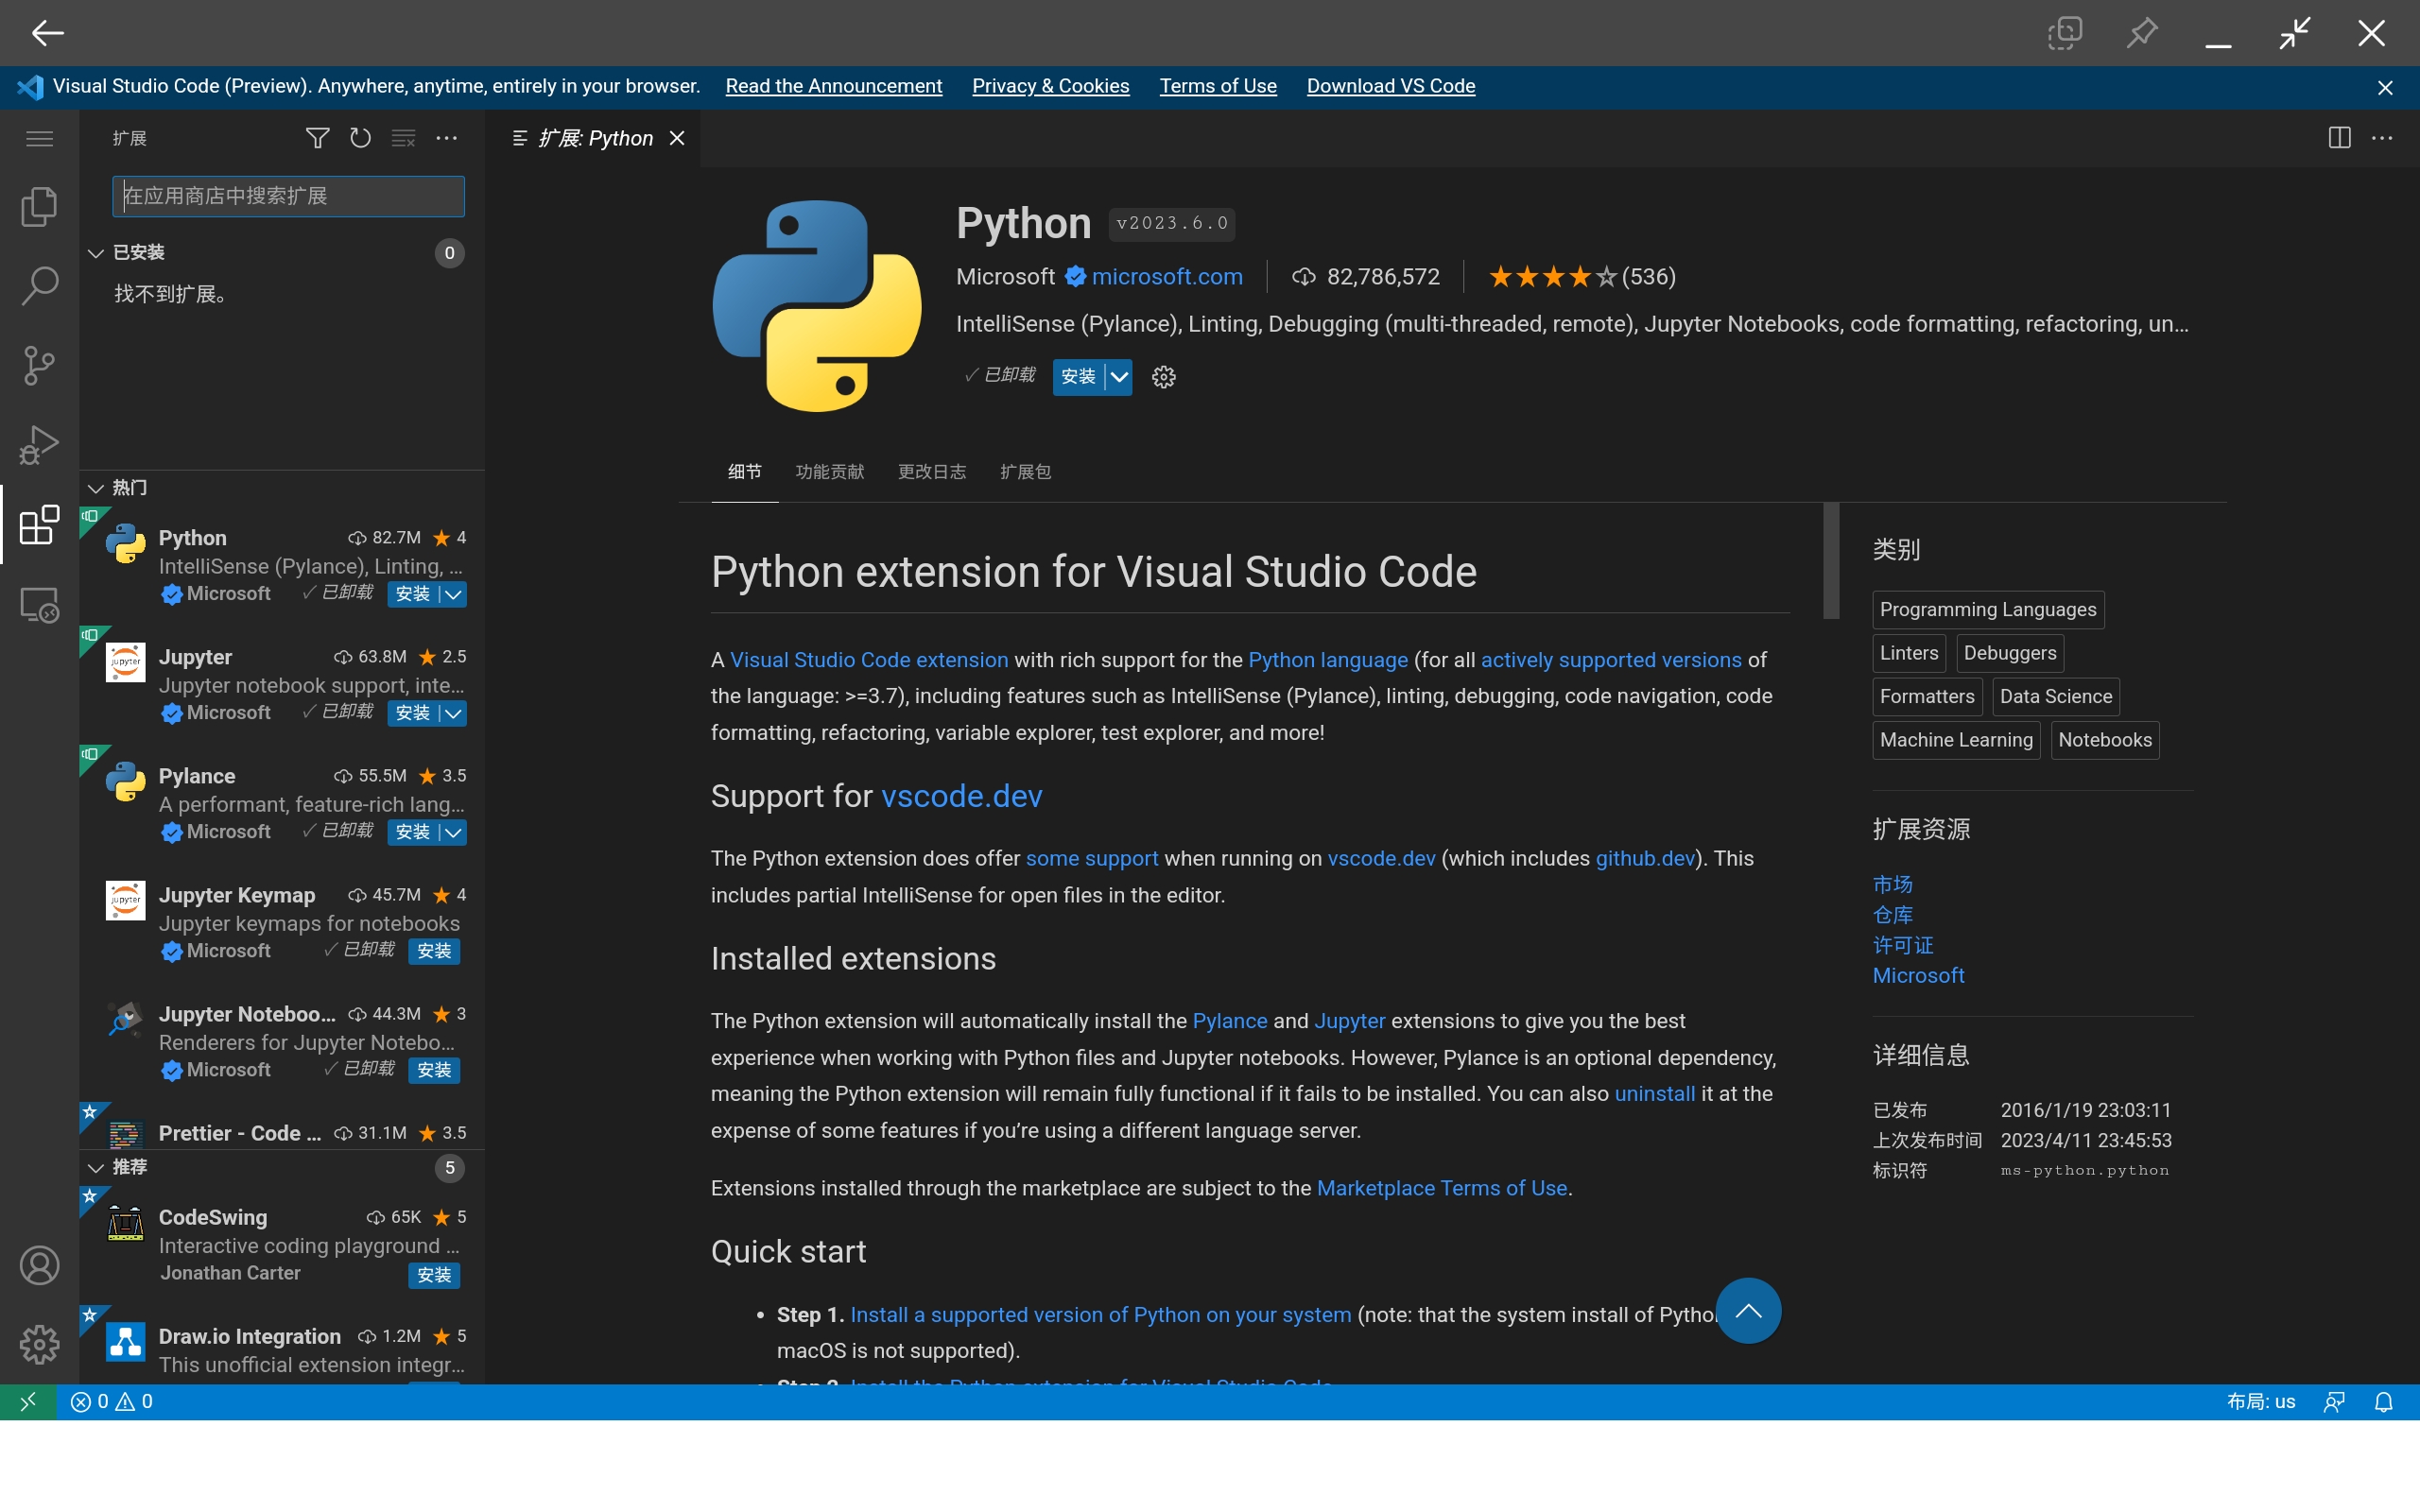 Visual Studio Code (Preview). Anywhere, anytime, entirely in your browser. Read the Announcement Privacy & Cookies Terms of Use Download VS Code
扩展
在应用商店中搜索扩展
已安装 0
找不到扩展。
热门
Python 82.7M 4
IntelliSense (Pylance), Linting, ...
Microsoft 已卸载 安装
Jupyter 63.8M 2.5
Jupyter notebook support, inte...
Microsoft 已卸载 安装
Pylance 55.5M 3.5
A performant, feature-rich lang...
Microsoft 已卸载 安装
Jupyter Keymap 45.7M 4
Jupyter keymaps for notebooks
Microsoft 已卸载 安装
Jupyter Noteboo... 44.3M 3
Renderers for Jupyter Notebo...
Microsoft 已卸载 安装
Prettier - Code ... 31.1M 3.5
推荐 5
CodeSwing 65K 5
Interactive coding playground ...
Jonathan Carter 安装
Draw.io Integration 1.2M 5
This unofficial extension integr...
扩展: Python
Python v2023.6.0
Microsoft microsoft.com 82,786,572 (536)
IntelliSense (Pylance), Linting, Debugging (multi-threaded, remote), Jupyter Notebooks, code formatting, refactoring, un...
已卸载 安装
细节 功能贡献 更改日志 扩展包
Python extension for Visual Studio Code
A Visual Studio Code extension with rich support for the Python language (for all actively supported versions of
the language: >=3.7), including features such as IntelliSense (Pylance), linting, debugging, code navigation, code
formatting, refactoring, variable explorer, test explorer, and more!
Support for vscode.dev
The Python extension does offer some support when running on vscode.dev (which includes github.dev). This
includes partial IntelliSense for open files in the editor.
Installed extensions
The Python extension will automatically install the Pylance and Jupyter extensions to give you the best
experience when working with Python files and Jupyter notebooks. However, Pylance is an optional dependency,
meaning the Python extension will remain fully functional if it fails to be installed. You can also uninstall it at the
expense of some features if you’re using a different language server.
Extensions installed through the marketplace are subject to the Marketplace Terms of Use.
Quick start
• Step 1. Install a supported version of Python on your system (note: that the system install of Pytho
macOS is not supported).
• Step 2. Install the Python extension for Visual Studio Code
类别
Programming Languages
Linters Debuggers
Formatters Data Science
Machine Learning Notebooks
扩展资源
市场
仓库
许可证
Microsoft
详细信息
已发布 2016/1/19 23:03:11
上次发布时间 2023/4/11 23:45:53
标识符 ms-python.python
0 0
布局: us